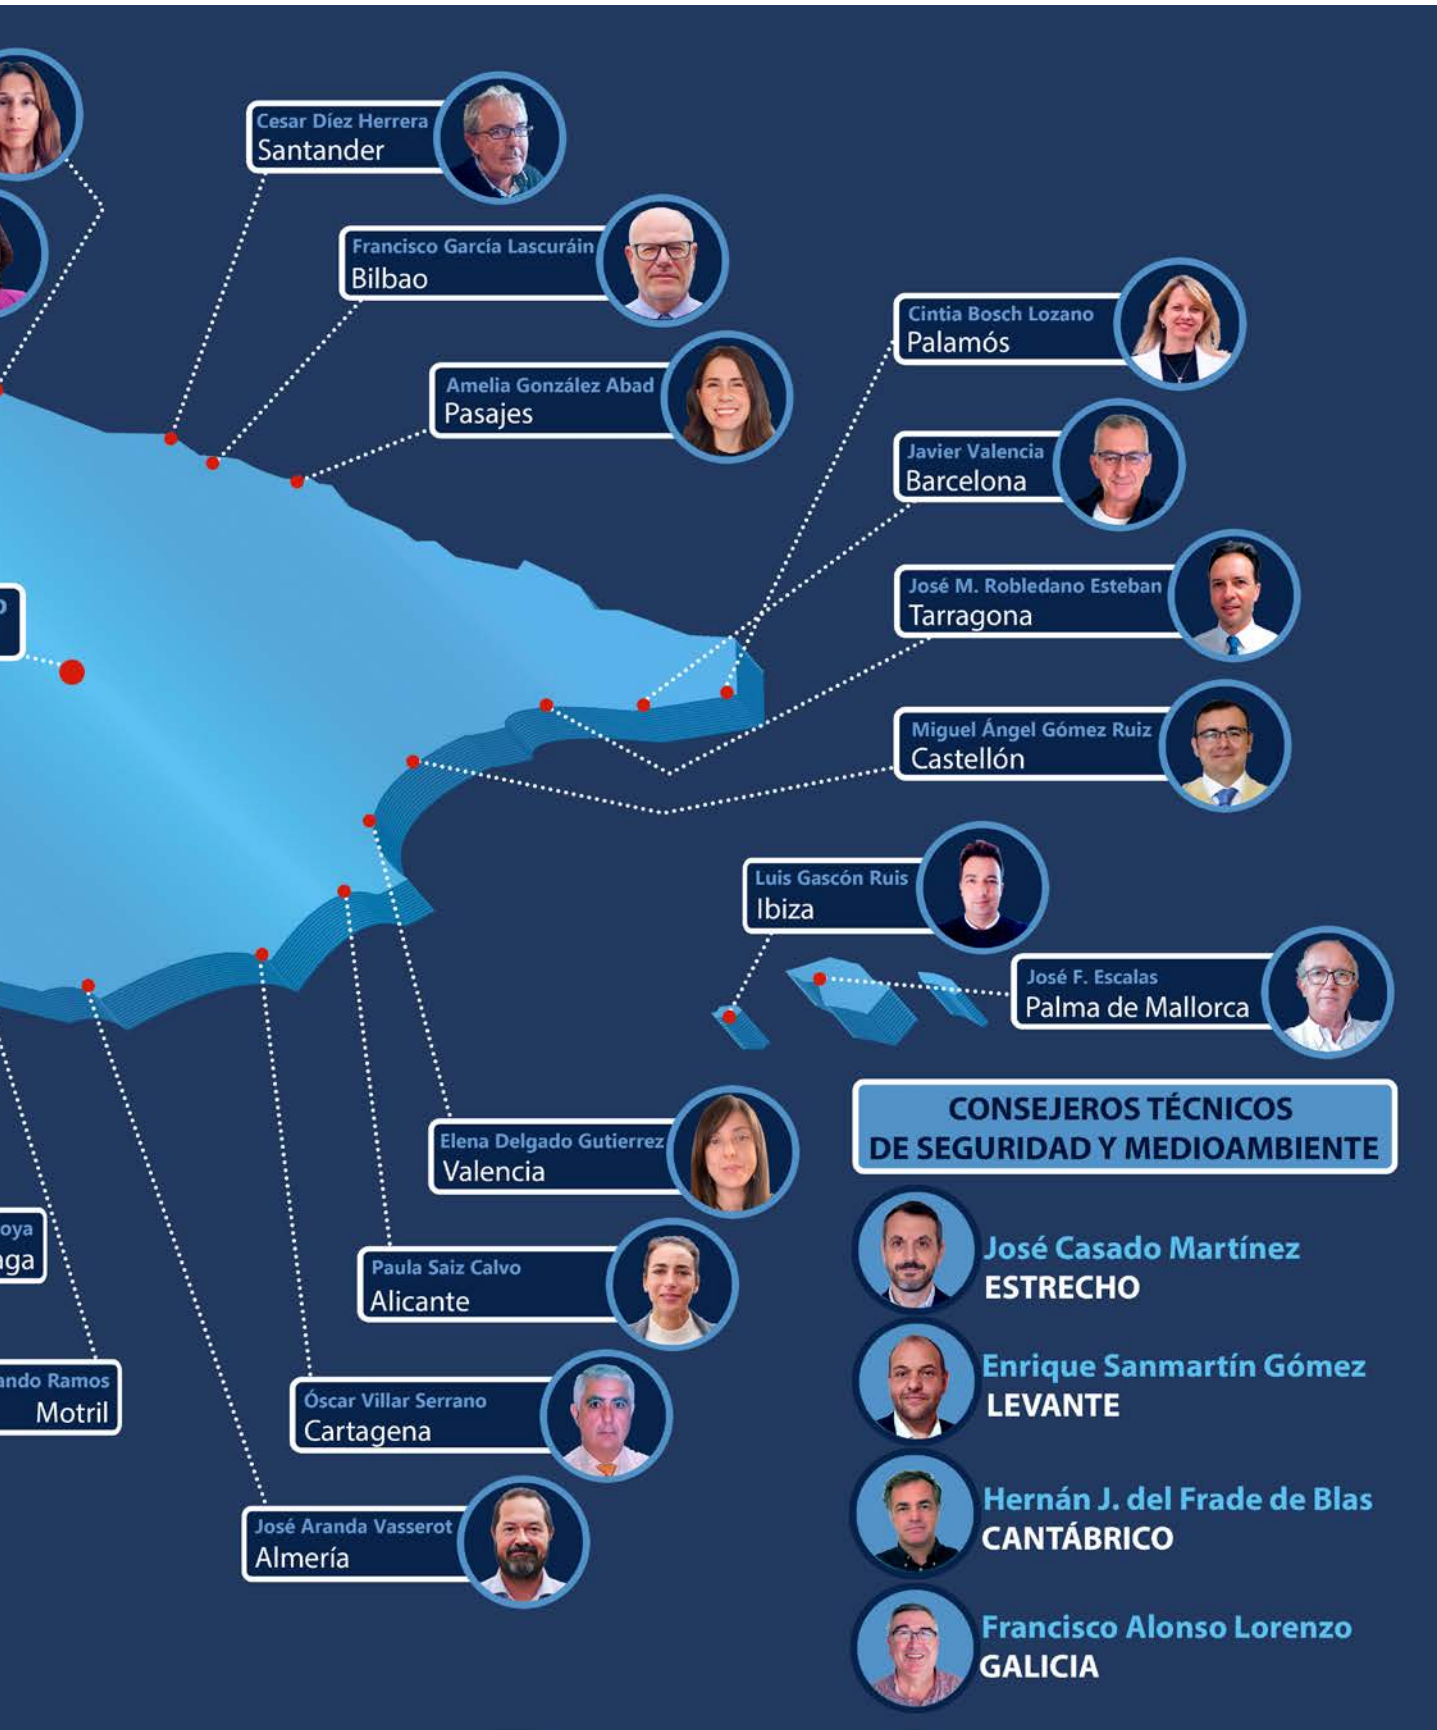 Cesar Díez Herrera
Santander
Francisco García Lascuráin
Bilbao
Amelia González Abad
Pasajes
Cintia Bosch Lozano
Palamós
Javier Valencia
Barcelona
José M. Robledano Esteban
Tarragona
Miguel Ángel Gómez Ruiz
Castellón
Luis Gascón Ruis
Ibiza
José F. Escalas
Palma de Mallorca
CONSEJEROS TÉCNICOS
DE SEGURIDAD Y MEDIOAMBIENTE
José Casado Martínez
ESTRECHO
Enrique Sanmartín Gómez
LEVANTE
Hernán J. del Frade de Blas
CANTÁBRICO
Francisco Alonso Lorenzo
GALICIA
Elena Delgado Gutierrez
Valencia
Paula Saiz Calvo
Alicante
Óscar Villar Serrano
Cartagena
José Aranda Vasserot
Almería
Ramos
Motril